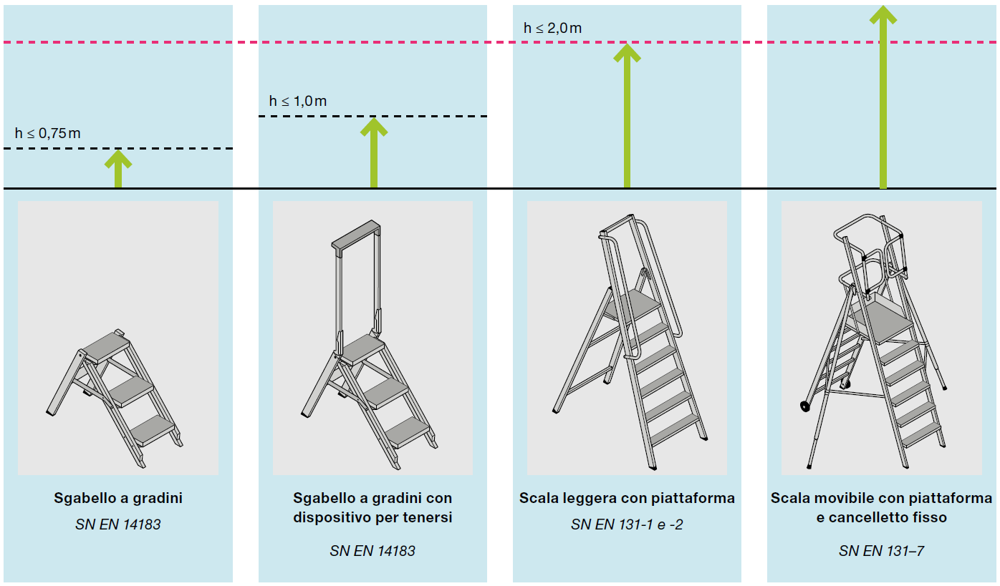 h ≤ 0,75 m
h ≤ 1,0 m
h ≤ 2,0 m
Sgabello a gradini
SN EN 14183
Sgabello a gradini con
dispositivo per tenersi
SN EN 14183
Scala leggera con piattaforma
SN EN 131-1 e -2
Scala movibile con piattaforma
e cancelletto fisso
SN EN 131–7